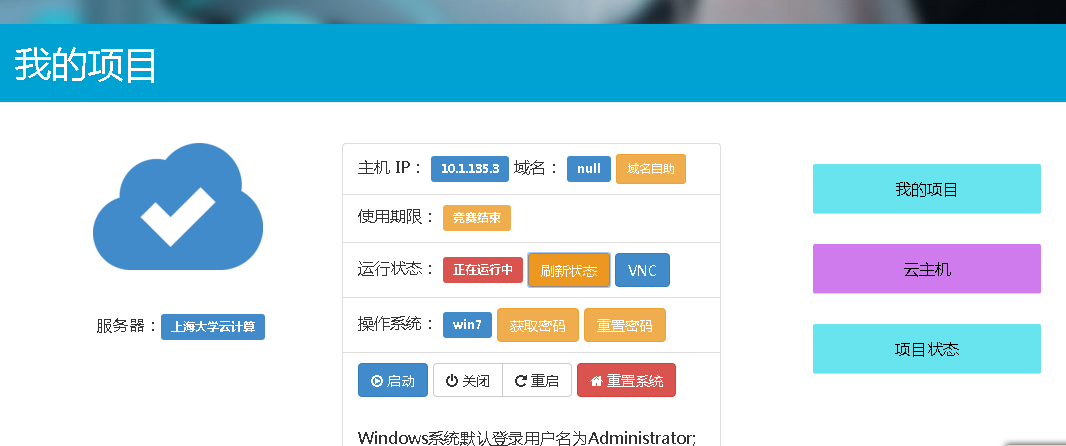 我的项目
主机 IP： 10.1.135.3 域名： null 域名自助
使用期限： 竞赛结束
运行状态： 正在运行中 刷新状态 VNC
操作系统： win7 获取密码 重置密码
启动 关闭 重启 重置系统
Windows系统默认登录用户名为Administrator;
服务器：上海大学云计算
我的项目
云主机
项目状态